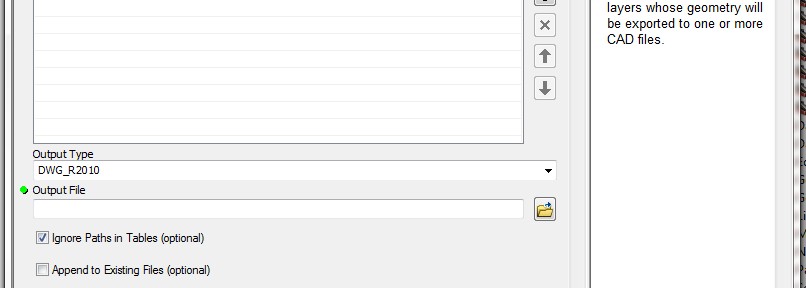 layers whose geometry will
be exported to one or more
CAD files.
Output Type
DWG_R2010
Output File
Ignore Paths in Tables (optional)
Append to Existing Files (optional)